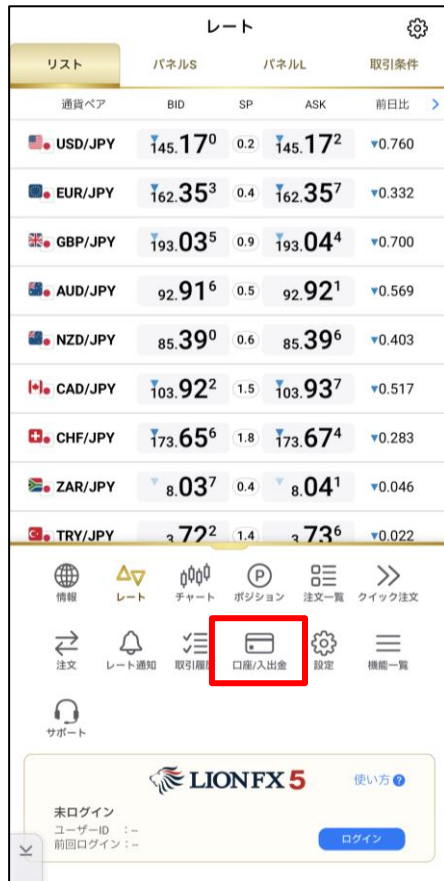 レート
リスト パネルS パネルL 取引条件
通貨ペア BID SP ASK 前日比
USD/JPY 145.170 0.2 145.172 ▼0.760
EUR/JPY 162.353 0.4 162.357 ▼0.332
GBP/JPY 193.035 0.9 193.044 ▼0.700
AUD/JPY 92.916 0.5 92.921 ▼0.569
NZD/JPY 85.390 0.6 85.396 ▼0.403
CAD/JPY 103.922 1.5 103.937 ▼0.517
CHF/JPY 173.656 1.8 173.674 ▼0.283
ZAR/JPY 8.037 0.4 8.041 ▼0.046
TRY/JPY 3.722 1.4 3.736 ▼0.022
情報 レート チャート ポジション 注文一覧 クイック注文
注文 レート通知 取引履歴 口座/入出金 設定 機能一覧
サポート
LION FX 5 使い方 ?
未ログイン
ユーザーID :–
前回ログイン:–
ログイン